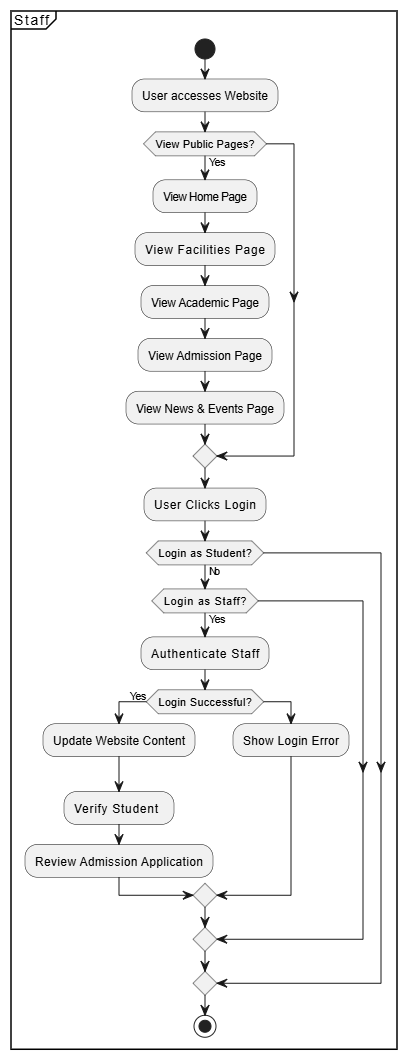 Staff
User accesses Website
View Public Pages?
Yes
View Home Page
View Facilities Page
View Academic Page
View Admission Page
View News & Events Page
User Clicks Login
Login as Student?
No
Login as Staff?
Yes
Authenticate Staff
Yes
Login Successful?
Update Website Content
Show Login Error
Verify Student
Review Admission Application